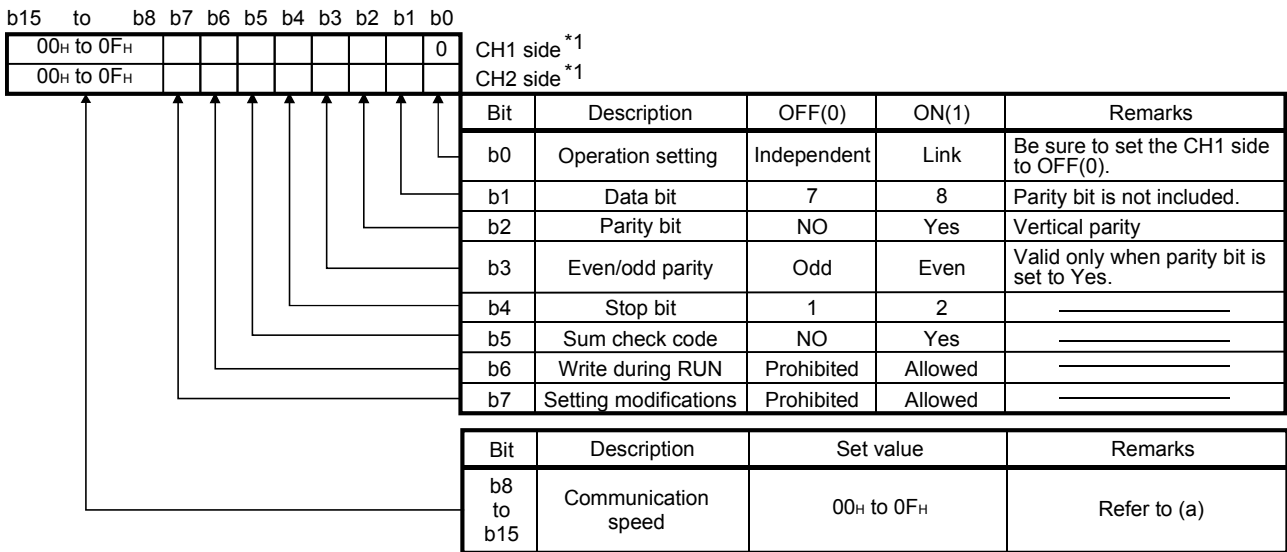 b15 to b8 b7 b6 b5 b4 b3 b2 b1 b0
00H to 0FH 0 CH1 side *1
00H to 0FH CH2 side *1
Bit Description OFF(0) ON(1) Remarks
b0 Operation setting Independent Link Be sure to set the CH1 side to OFF(0).
b1 Data bit 7 8 Parity bit is not included.
b2 Parity bit NO Yes Vertical parity
b3 Even/odd parity Odd Even Valid only when parity bit is set to Yes.
b4 Stop bit 1 2
b5 Sum check code NO Yes
b6 Write during RUN Prohibited Allowed
b7 Setting modifications Prohibited Allowed
Bit Description Set value Remarks
b8 to b15 Communication speed 00H to 0FH Refer to (a)